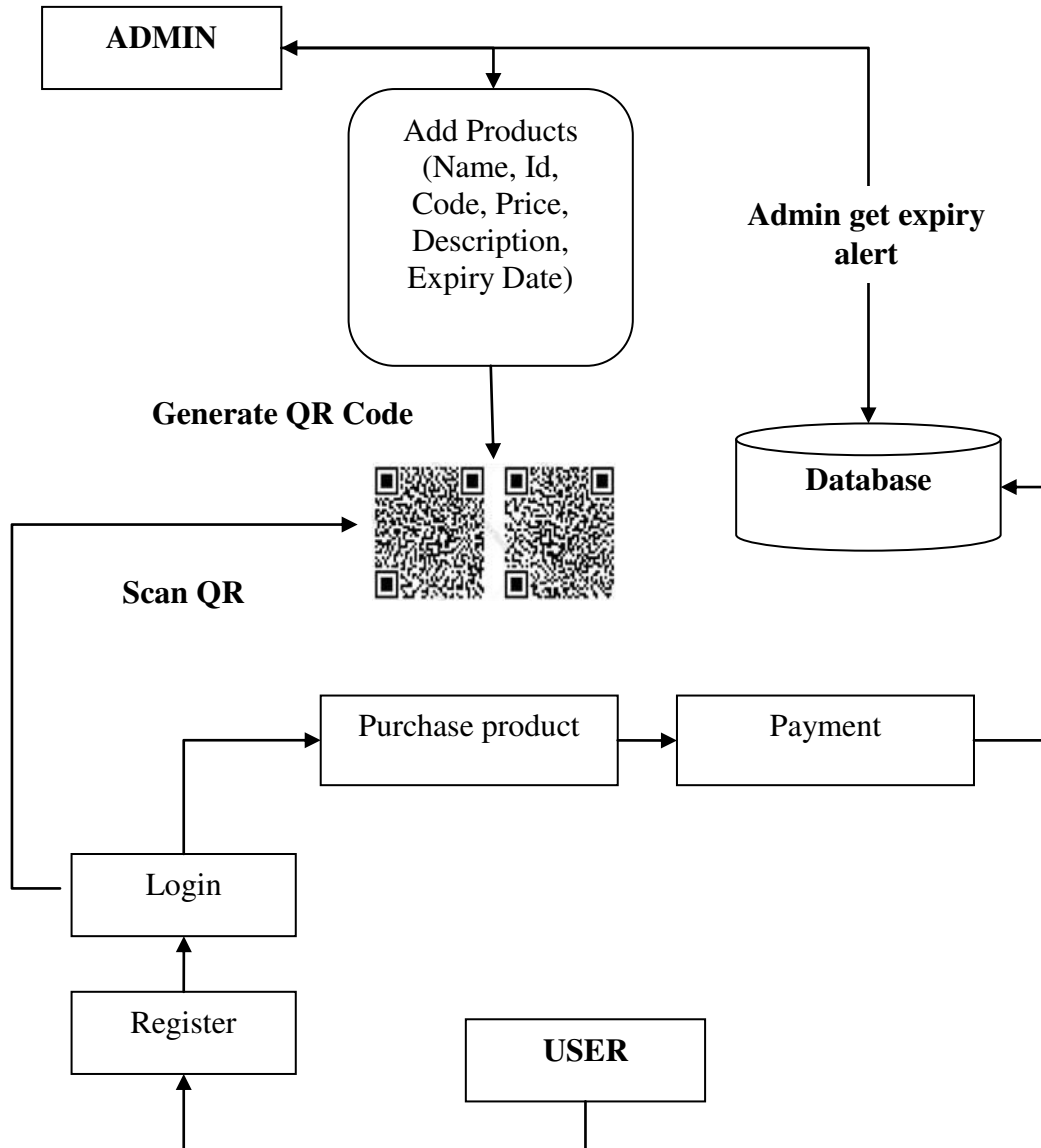 ADMIN
Add Products
(Name, Id,
Code, Price,
Description,
Expiry Date)
Admin get expiry
alert
Generate QR Code
Database
Scan QR
Purchase product
Payment
Login
Register
USER